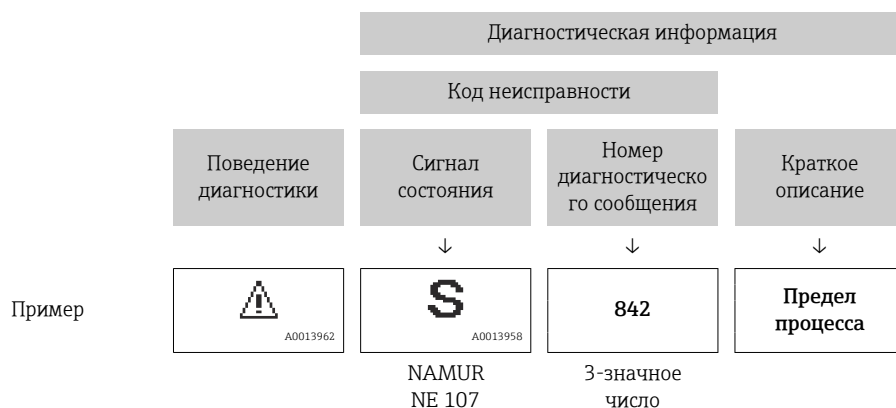 Диагностическая информация
Код неисправности
Поведение
диагностики
Сигнал
состояния
Номер
диагностическо
го сообщения
Краткое
описание
↓
↓
↓
Пример
A0013962
S
A0013958
842
Предел
процесса
NAMUR
NE 107
3-значное
число